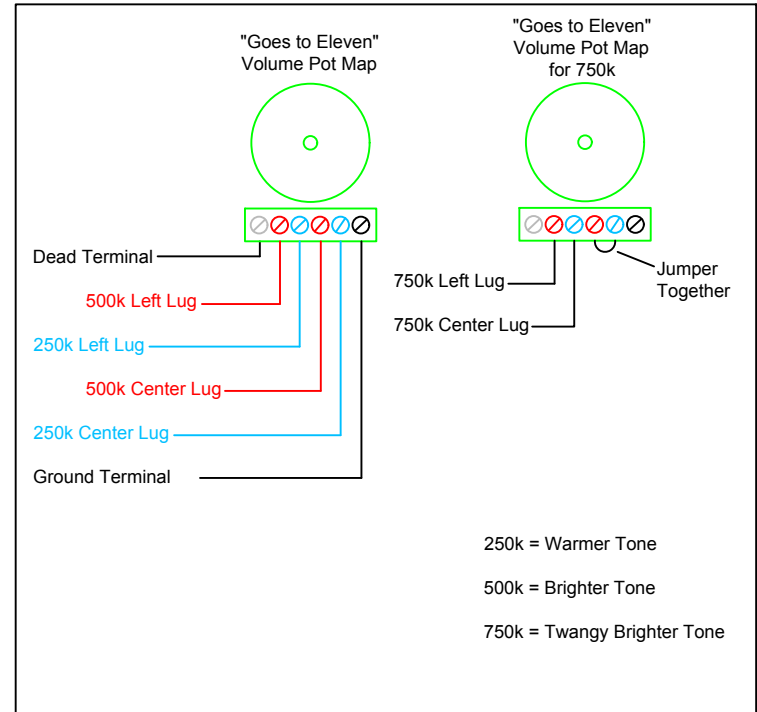 "Goes to Eleven"
Volume Pot Map
"Goes to Eleven"
Volume Pot Map
for 750k
Dead Terminal
500k Left Lug
250k Left Lug
500k Center Lug
250k Center Lug
Ground Terminal
750k Left Lug
750k Center Lug
Jumper
Together
250k = Warmer Tone
500k = Brighter Tone
750k = Twangy Brighter Tone